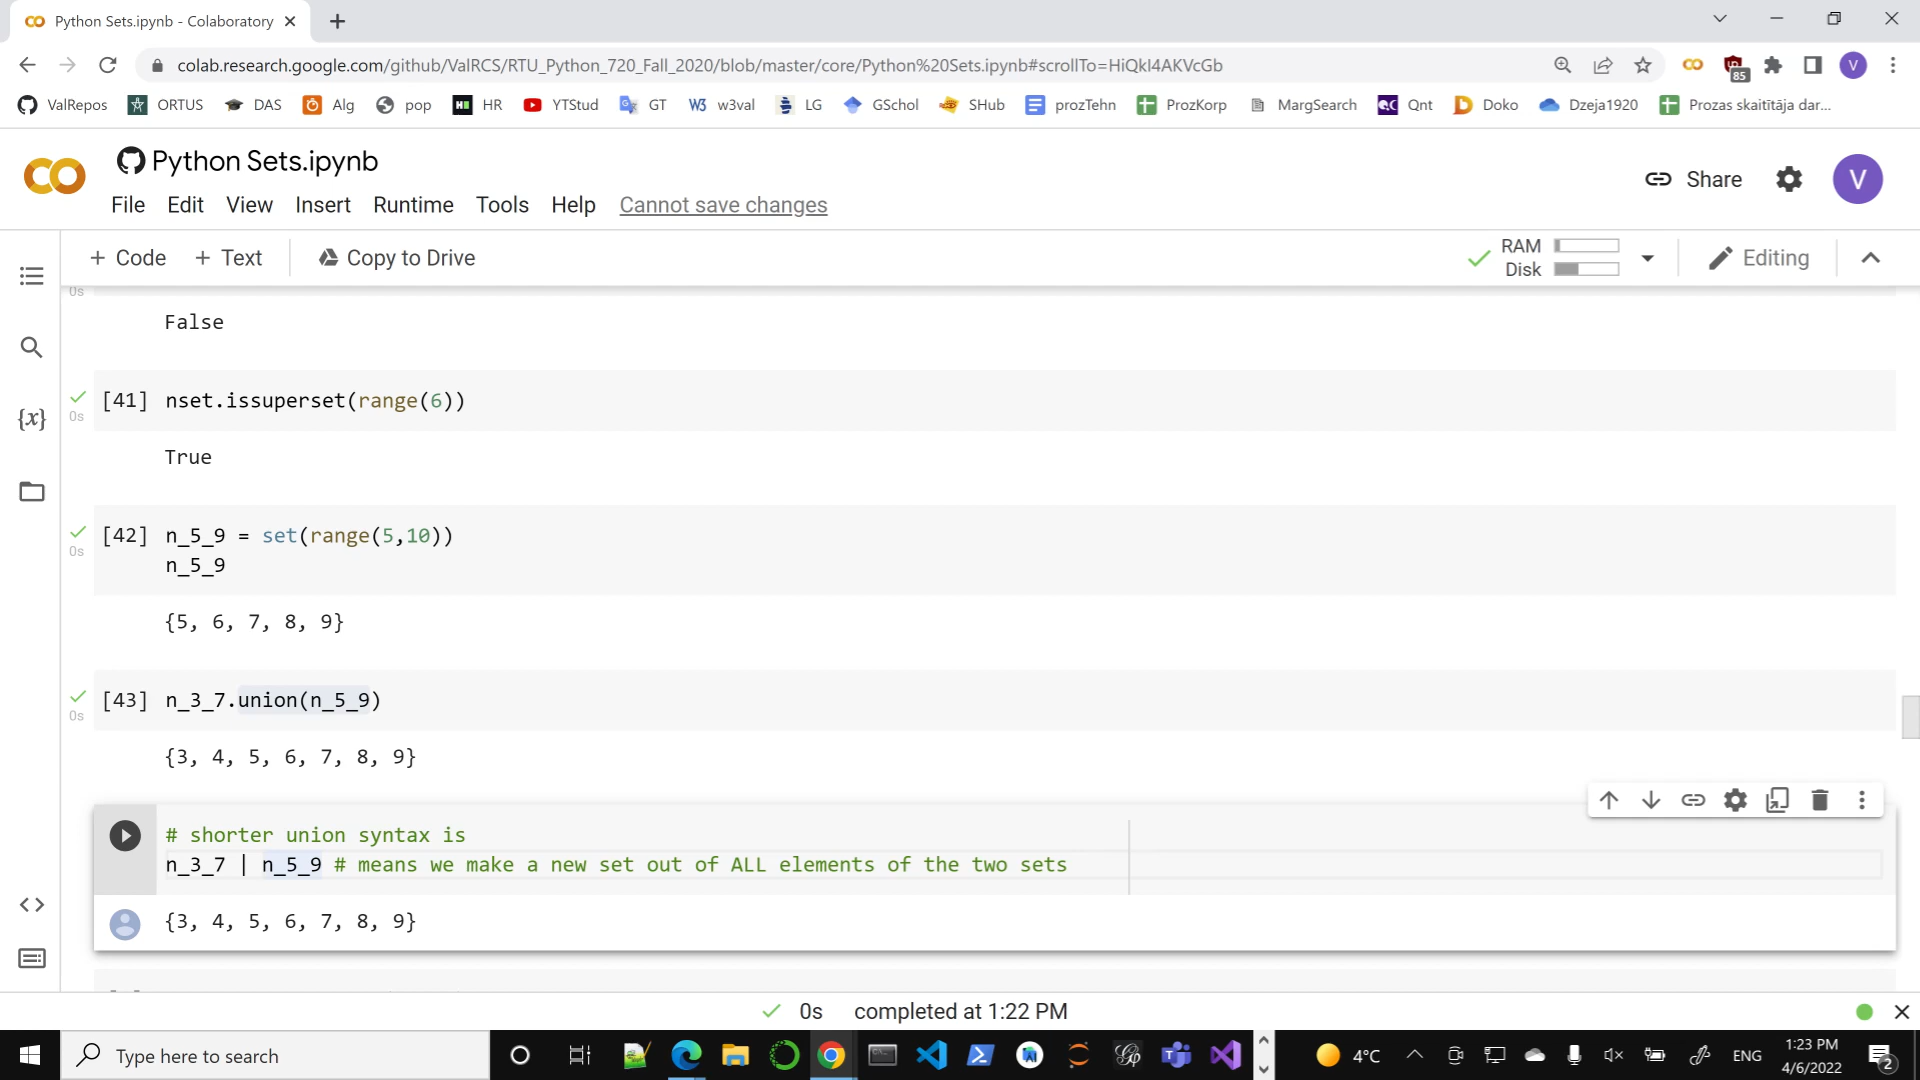 Python Sets.ipynb - Colaboratory
colab.research.google.com/github/ValRCS/RTU_Python_720_Fall_2020/blob/master/core/Python%20Sets.ipynb#scrollTo=HiQkI4AKVcGb
85
V
ValRepos ORTUS DAS Alg pop HR YTStud GT w3val LG GSchol SHub prozTehn ProzKorp MargSearch Qnt Doko Dzeja1920 Prozas skaitītāja dar...
Python Sets.ipynb
Share
V
File Edit View Insert Runtime Tools Help Cannot save changes
+ Code + Text Copy to Drive
RAM
Disk
Editing
0s
False
[41] nset.issuperset(range(6))
0s
True
[42] n_5_9 = set(range(5,10))
0s
n_5_9
{5, 6, 7, 8, 9}
[43] n_3_7.union(n_5_9)
0s
{3, 4, 5, 6, 7, 8, 9}
# shorter union syntax is
n_3_7 | n_5_9 # means we make a new set out of ALL elements of the two sets
{3, 4, 5, 6, 7, 8, 9}
0s completed at 1:22 PM
Type here to search
4°C
ENG
1:23 PM
4/6/2022
2